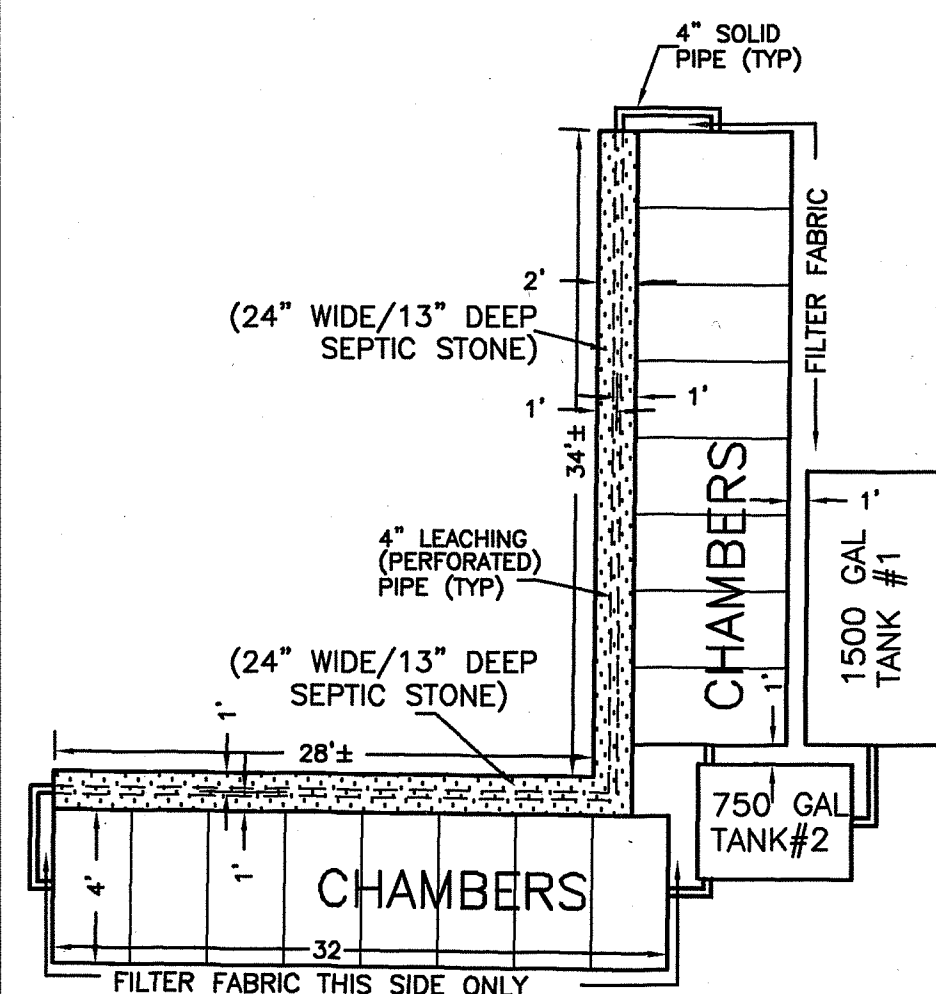 4" SOLID
PIPE (TYP)
FILTER FABRIC
2'
(24" WIDE/13" DEEP
SEPTIC STONE)
1'
1'
34'±
CHAMBERS
1'
1500 GAL
TANK #1
4" LEACHING
(PERFORATED)
PIPE (TYP)
(24" WIDE/13" DEEP
SEPTIC STONE)
1'
1'
28'±
750 GAL
TANK#2
4'
1'
CHAMBERS
32
FILTER FABRIC THIS SIDE ONLY